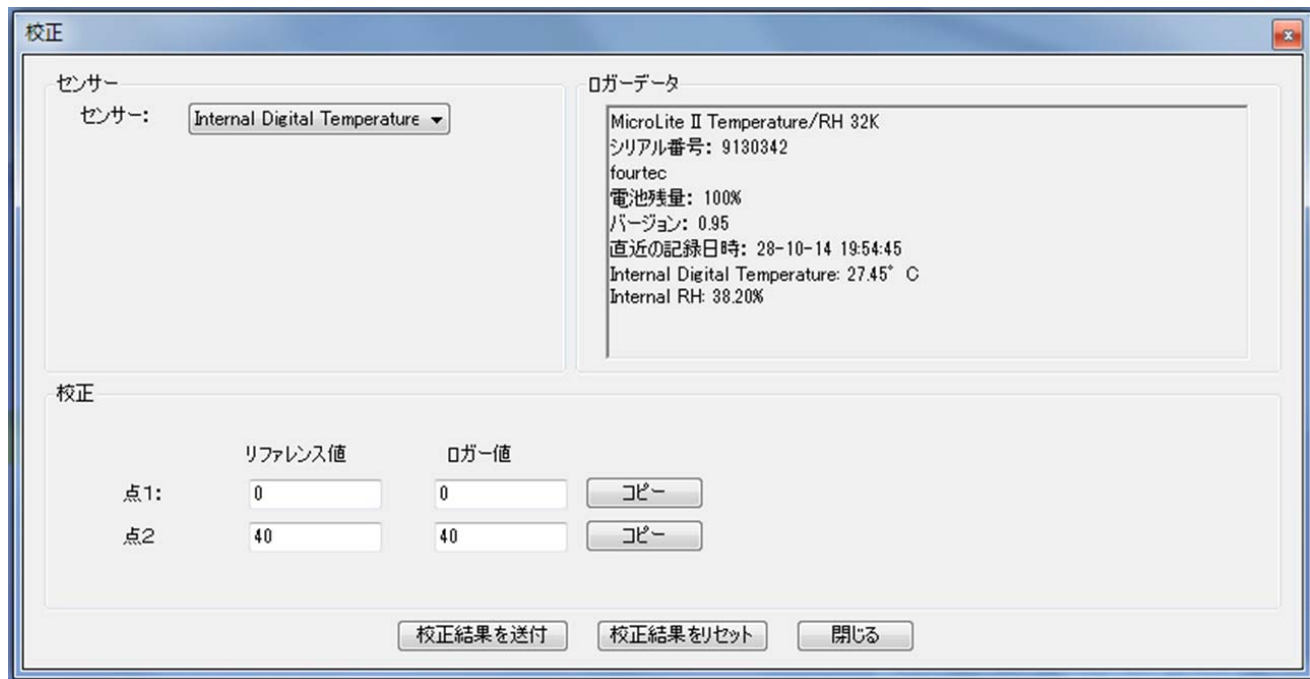 校正
センサー
センサー: Internal Digital Temperature
ロガーデータ
MicroLite II Temperature/RH 32K
シリアル番号: 9130342
fourtec
電池残量: 100%
バージョン: 0.95
直近の記録日時: 28-10-14 19:54:45
Internal Digital Temperature: 27.45° C
Internal RH: 38.20%
校正
リファレンス値 ロガー値
点1: 0 0 コピー
点2 40 40 コピー
校正結果を送付 校正結果をリセット 閉じる